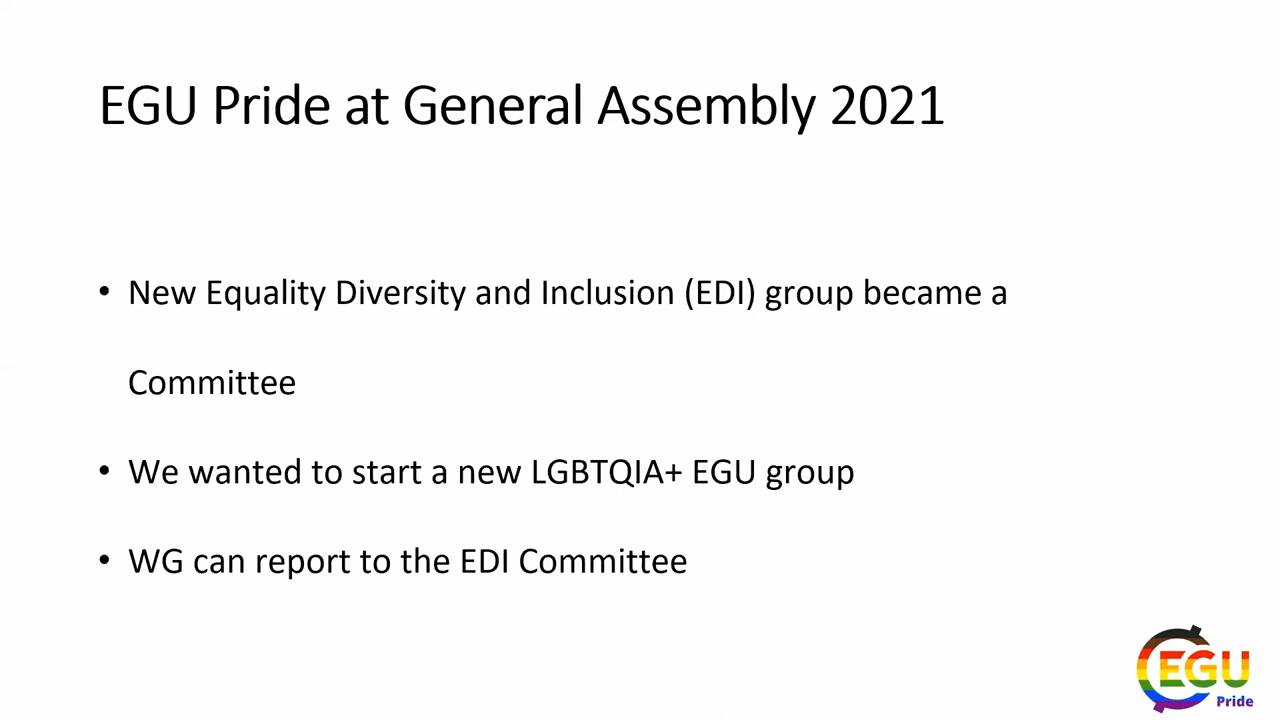 EGU Pride at General Assembly 2021
• New Equality Diversity and Inclusion (EDI) group became a
Committee
• We wanted to start a new LGBTQIA+ EGU group
• WG can report to the EDI Committee
EGU
Pride